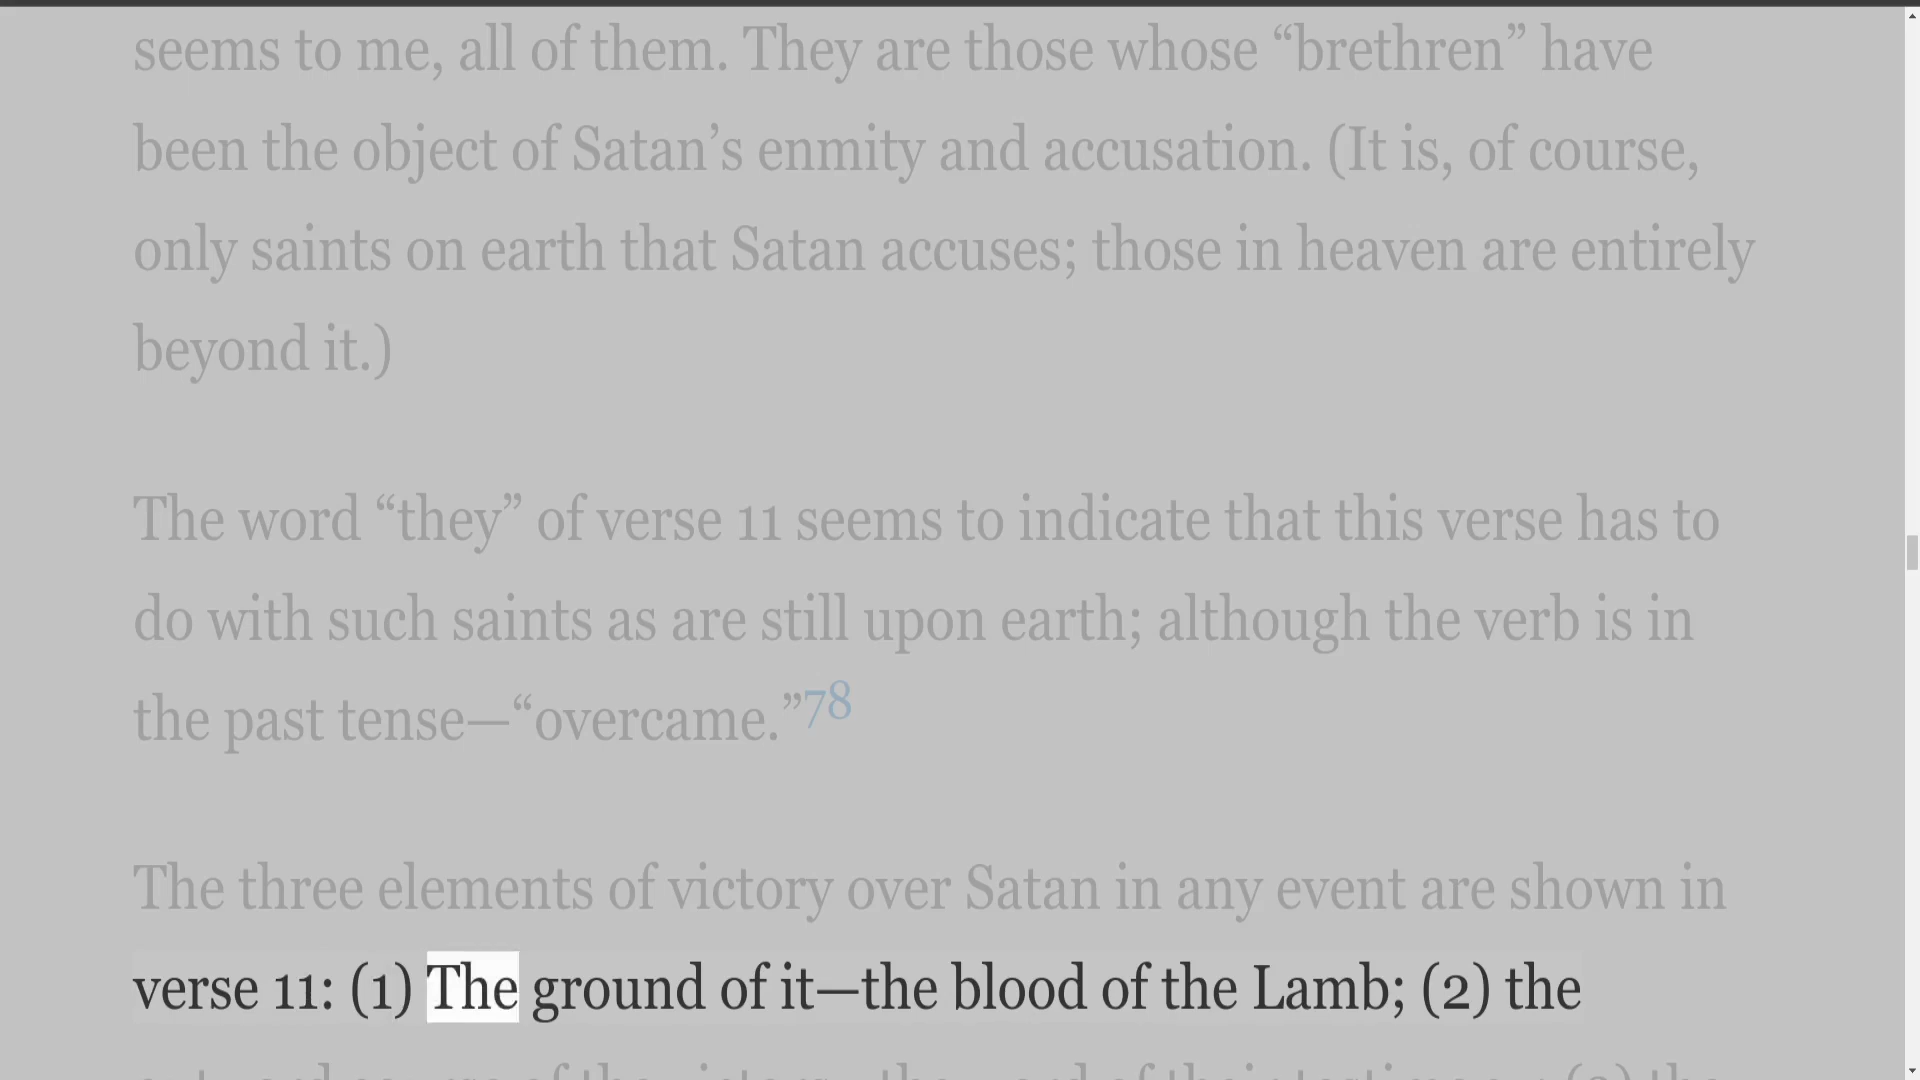 seems to me, all of them. They are those whose “brethren” have
been the object of Satan’s enmity and accusation. (It is, of course,
only saints on earth that Satan accuses; those in heaven are entirely
beyond it.)
The word “they” of verse 11 seems to indicate that this verse has to
do with such saints as are still upon earth; although the verb is in
the past tense—“overcame.”78
The three elements of victory over Satan in any event are shown in
verse 11: (1) The ground of it—the blood of the Lamb; (2) the